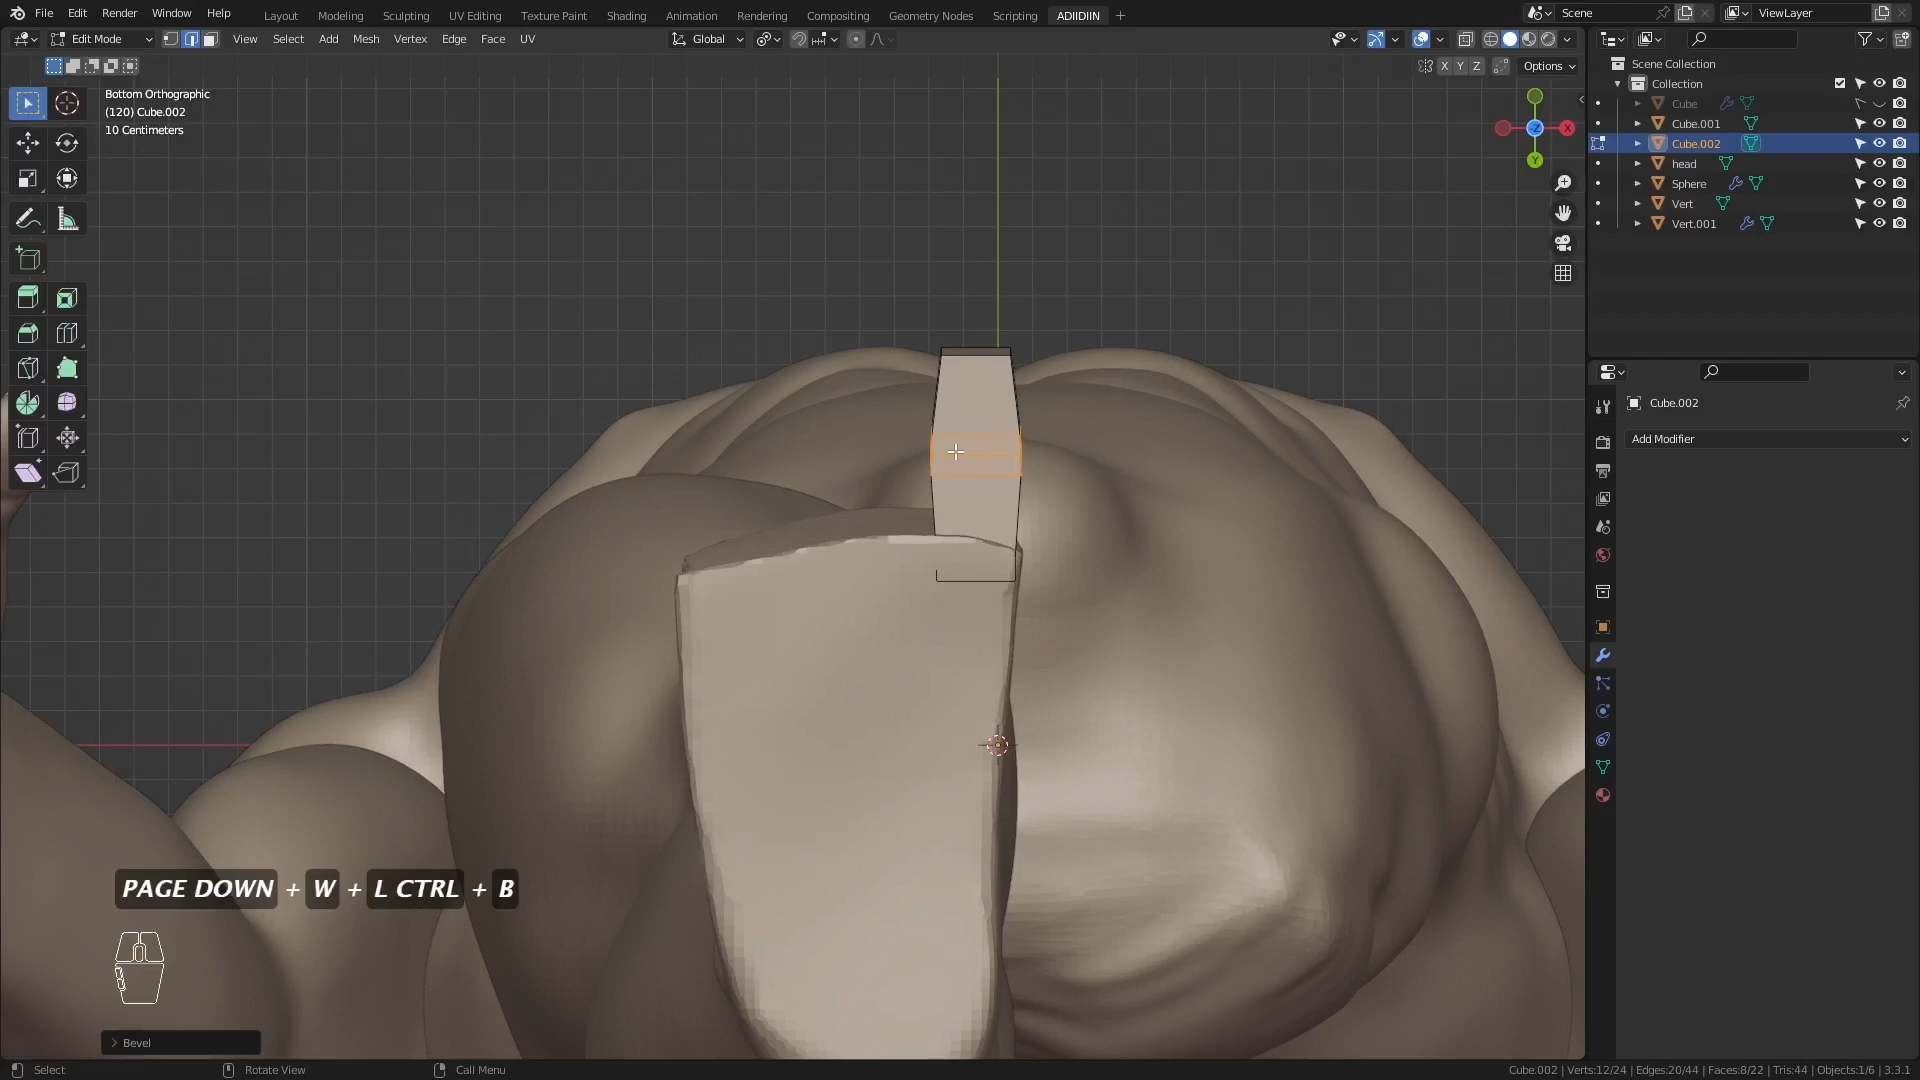 File Edit Render Window Help
Layout Modeling Sculpting UV Editing Texture Paint Shading Animation Rendering Compositing Geometry Nodes Scripting ADIIDIIN
Scene
ViewLayer
Edit Mode
View Select Add Mesh Vertex Edge Face UV
Global
X Y Z
Options
Bottom Orthographic
(120) Cube.002
10 Centimeters
-Z
X
Y
Scene Collection
Collection
Cube
Cube.001
Cube.002
head
Sphere
Vert
Vert.001
Cube.002
Add Modifier
PAGE DOWN + W + L CTRL + B
Bevel
Select
Rotate View
Call Menu
Cube.002 | Verts:12/24 | Edges:20/44 | Faces:8/22 | Tris:44 | Objects:1/6 | 3.3.1